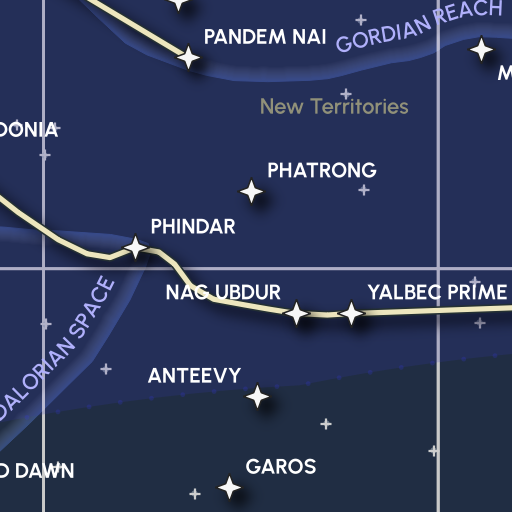 PANDEM NAI
GORDIAN REACH
M
New Territories
DONIA
PHATRONG
PHINDAR
NAG UBDUR
YALBEC PRIME
DALORIAN SPACE
ANTEEVY
D DAWN
GAROS